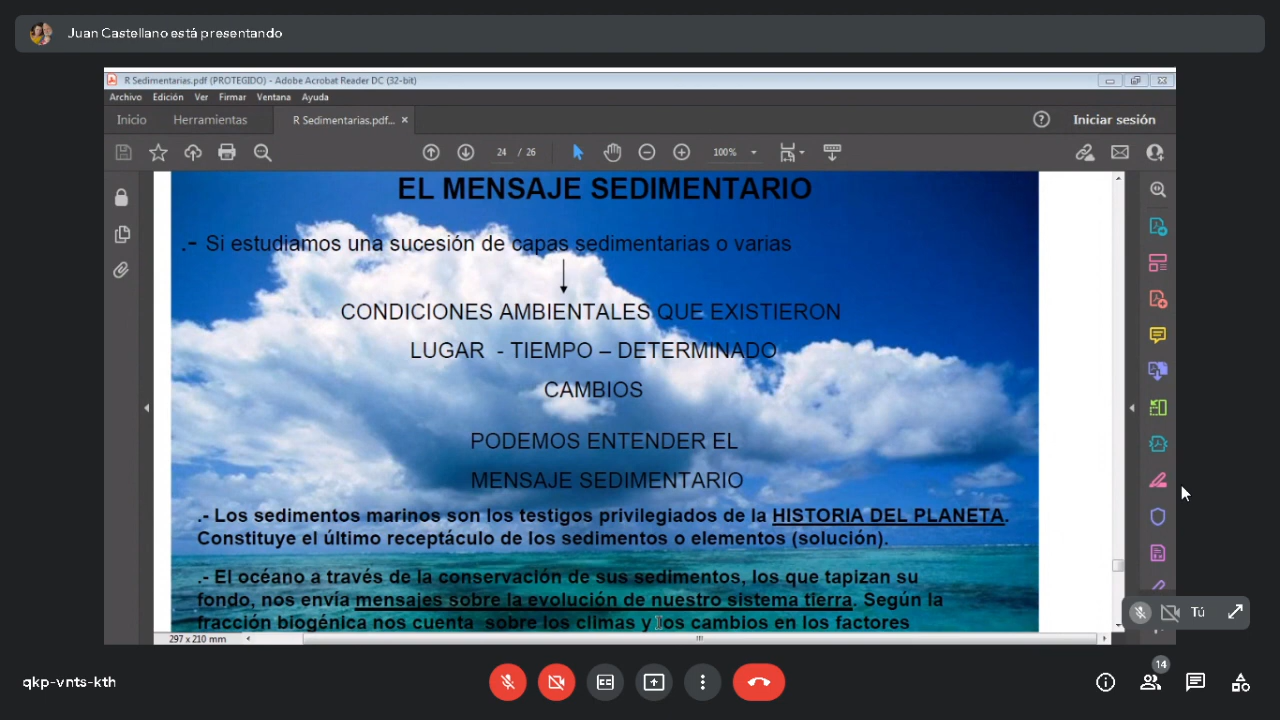 Juan Castellano está presentando
R Sedimentarias.pdf (PROTEGIDO) - Adobe Acrobat Reader DC (32-bit)
Archivo Edición Ver Firmar Ventana Ayuda
Inicio Herramientas R Sedimentarias.pdf... × Iniciar sesión
24 / 26 100%
EL MENSAJE SEDIMENTARIO
.- Si estudiamos una sucesión de capas sedimentarias o varias
CONDICIONES AMBIENTALES QUE EXISTIERON
LUGAR - TIEMPO – DETERMINADO
CAMBIOS
PODEMOS ENTENDER EL
MENSAJE SEDIMENTARIO
.- Los sedimentos marinos son los testigos privilegiados de la HISTORIA DEL PLANETA.
Constituye el último receptáculo de los sedimentos o elementos (solución).
.- El océano a través de la conservación de sus sedimentos, los que tapizan su
fondo, nos envía mensajes sobre la evolución de nuestro sistema tierra. Según la
fracción biogénica nos cuenta sobre los climas y los cambios en los factores
Tú
297 x 210 mm
14
qkp-vnts-kth